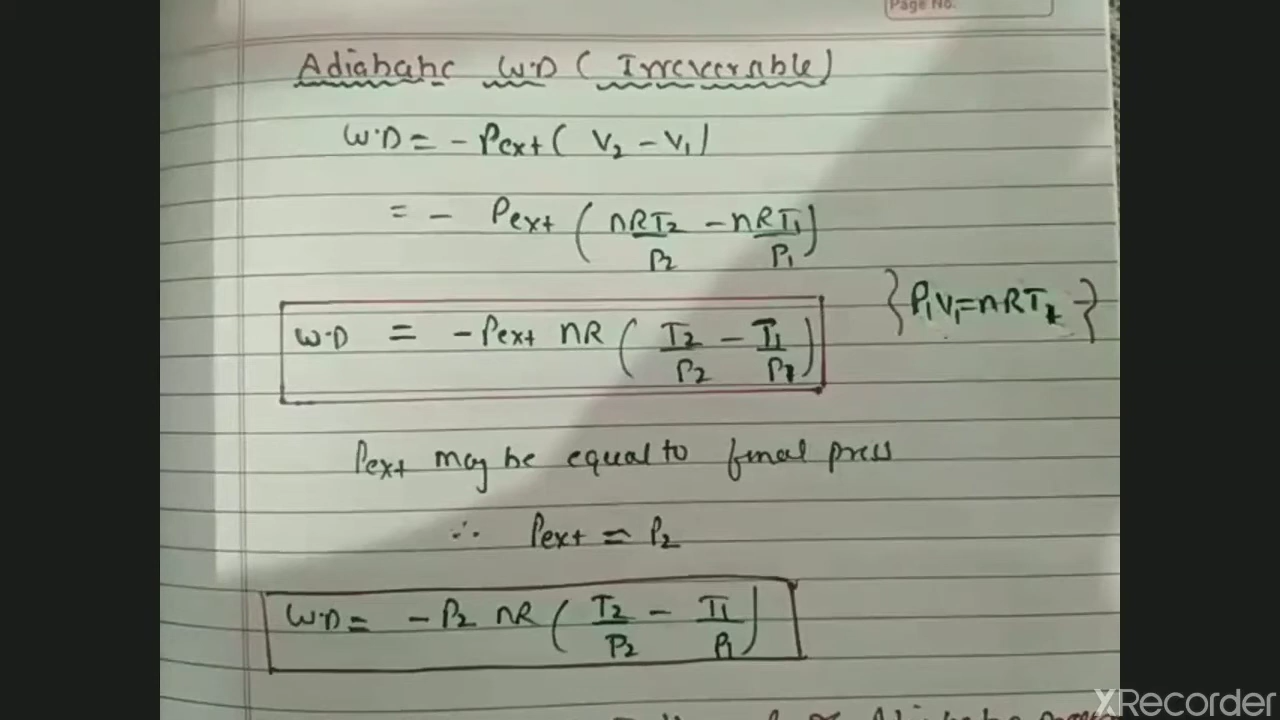 Page No.
Adiabatic W.D (Irreversible)
W.D = - Pext ( V2 - V1 )
= - Pext ( nRT2/P2 - nRT1/P1 )
{ P1V1 = nRT1 }
W.D = - Pext nR ( T2/P2 - T1/P1 )
Pext may be equal to final press
∴ Pext = P2
W.D = - P2 nR ( T2/P2 - T1/P1 )
XRecorder